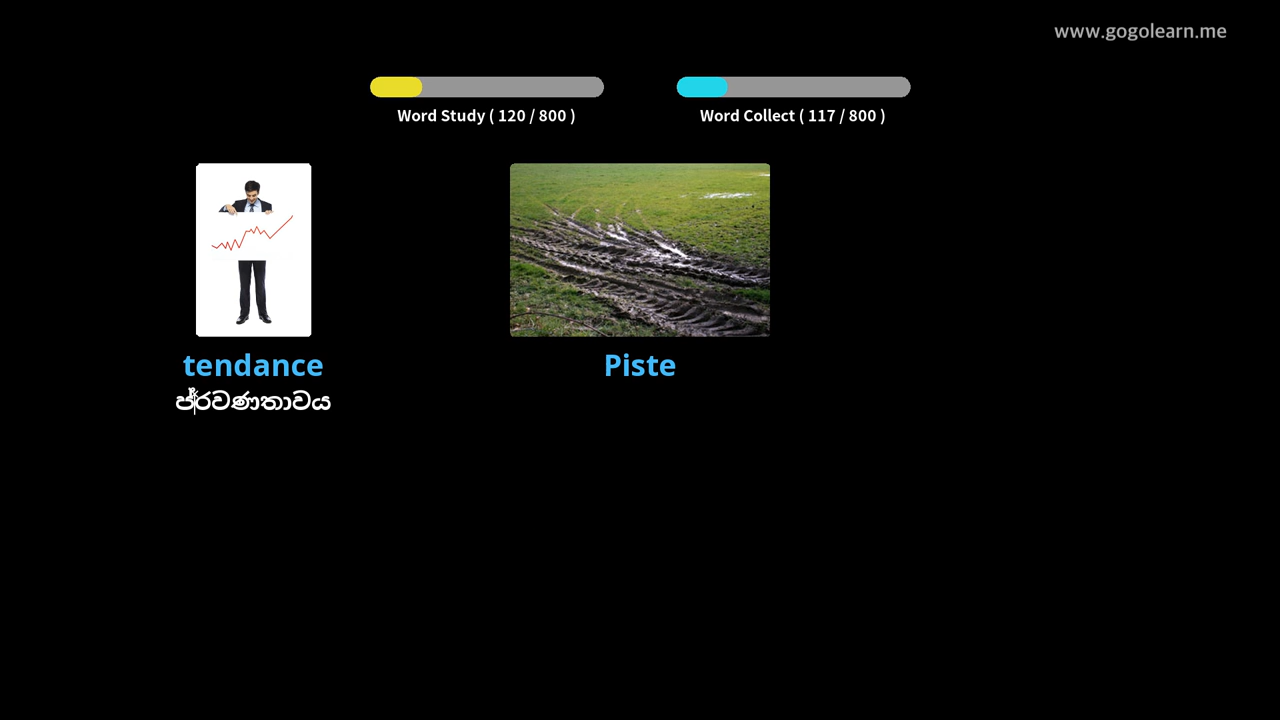 www.gogolearn.me
Word Study ( 120 / 800 )
Word Collect ( 117 / 800 )
tendance
Piste
ප්‍රවණතාවය